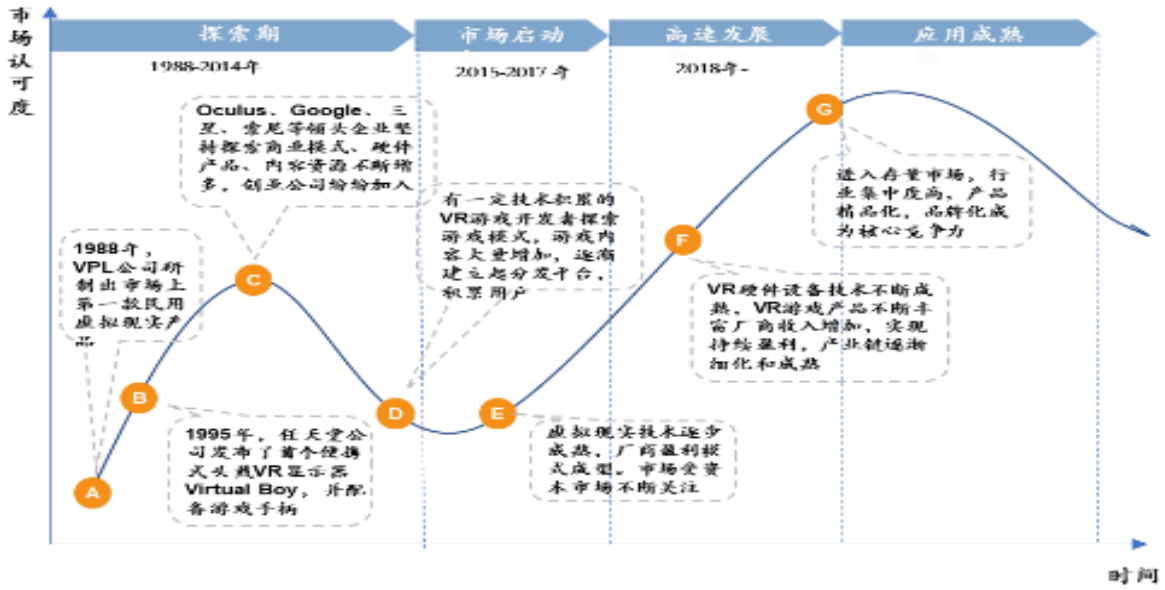 市
场
认
可
度
探索期
市场启动
高速发展
应用成熟
1988-2014年
2015-2017 年
2018年-
Oculus、Google、三
星、索尼等领头企业坚
持探索商业模式、硬件
产品、内容资源不断增
多，创业公司纷纷加入
1988年，
VPL公司研
制出市场上
第一款民用
虚拟现实产
品
有一定技术积累的
VR游戏开发者探索
游戏模式，游戏内
容大量增加，逐渐
建立起分发平台，
积累用户
进入存量市场，行
业集中度高，产品
精品化，品牌化成
为核心竞争力
VR硬件设备技术不断成
熟，VR游戏产品不断丰
富厂商收入增加，实现
持续盈利，产业链逐渐
细化和成熟
1995年，任天堂公
司发布了首个便携
式头戴VR显示器
Virtual Boy，并配
备游戏手柄
虚拟现实技术逐步
成熟，厂商盈利模
式成型。市场受资
本市场不断关注
A
B
C
D
E
F
G
时间